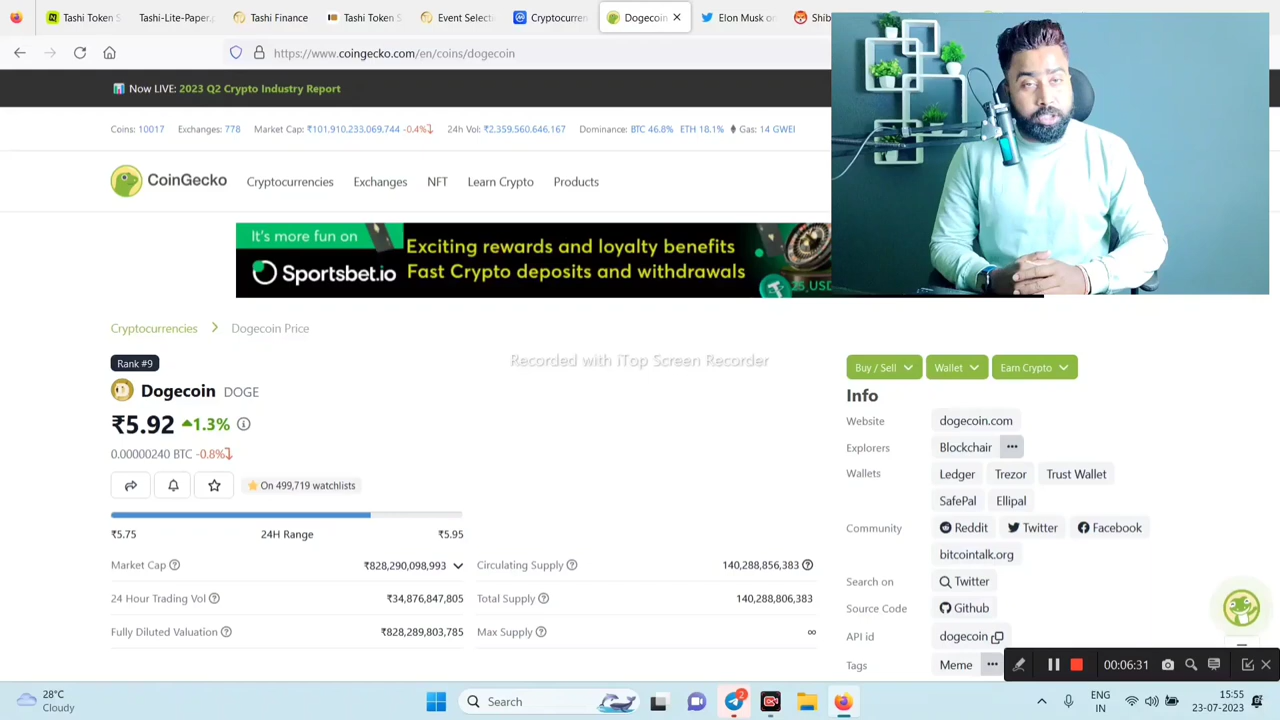 Tashi
Tashi-Lite-Paper
Tashi Finance
Tashi Token S
Event Selec
Cryptocurren
Dogecoin
Elon Musk on
Shib
https://www.coingecko.com/en/coins/dogecoin
Now LIVE: 2023 Q2 Crypto Industry Report
Coins: 10017 Exchanges: 778 Market Cap: ₹101.910.233.069.744 -0.4% 24h Vol: ₹2.359.560.646.167 Dominance: BTC 46.8% ETH 18.1% Gas: 14 GWEI
CoinGecko Cryptocurrencies Exchanges NFT Learn Crypto Products
It's more fun on
Sportsbet.io
Exciting rewards and loyalty benefits
Fast Crypto deposits and withdrawals
Cryptocurrencies > Dogecoin Price
Recorded with iTop Screen Recorder
Rank #9
Dogecoin DOGE
₹5.92 1.3%
0.00000240 BTC -0.8%
On 499,719 watchlists
₹5.75 24H Range ₹5.95
Market Cap ₹828,290,098,993
24 Hour Trading Vol ₹34,876,847,805
Fully Diluted Valuation ₹828,289,803,785
Circulating Supply 140,288,856,383
Total Supply 140,288,806,383
Max Supply ∞
Buy / Sell Wallet Earn Crypto
Info
Website dogecoin.com
Explorers Blockchair
Wallets Ledger Trezor Trust Wallet
SafePal Ellipal
Community Reddit Twitter Facebook
bitcointalk.org
Search on Twitter
Source Code Github
API id dogecoin
Tags Meme
00:06:31
28°C
Cloudy
Search
2
ENG
IN
15:55
23-07-2023